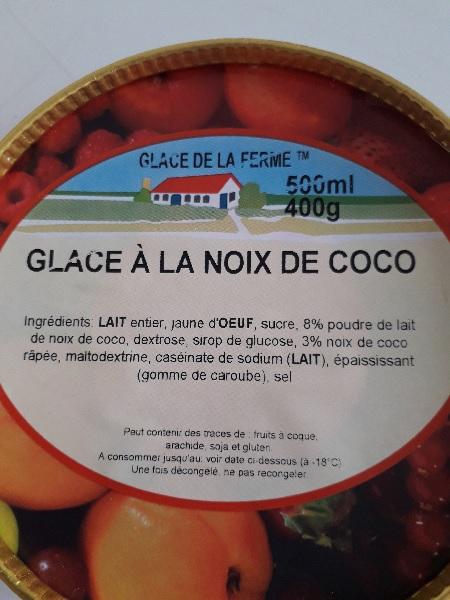 GLACE DE LA FERME ™
500ml
400g
GLACE À LA NOIX DE COCO
Ingrédients: LAIT entier, jaune d'OEUF, sucre, 8% poudre de lait
de noix de coco, dextrose, sirop de glucose, 3% noix de coco
râpée, maltodextrine, caséinate de sodium (LAIT), épaississant
(gomme de caroube), sel
Peut contenir des traces de : fruits à coque,
arachide, soja et gluten.
A consommer jusqu'au: voir date ci-dessous (à -18°C)
Une fois décongelé, ne pas recongeler.